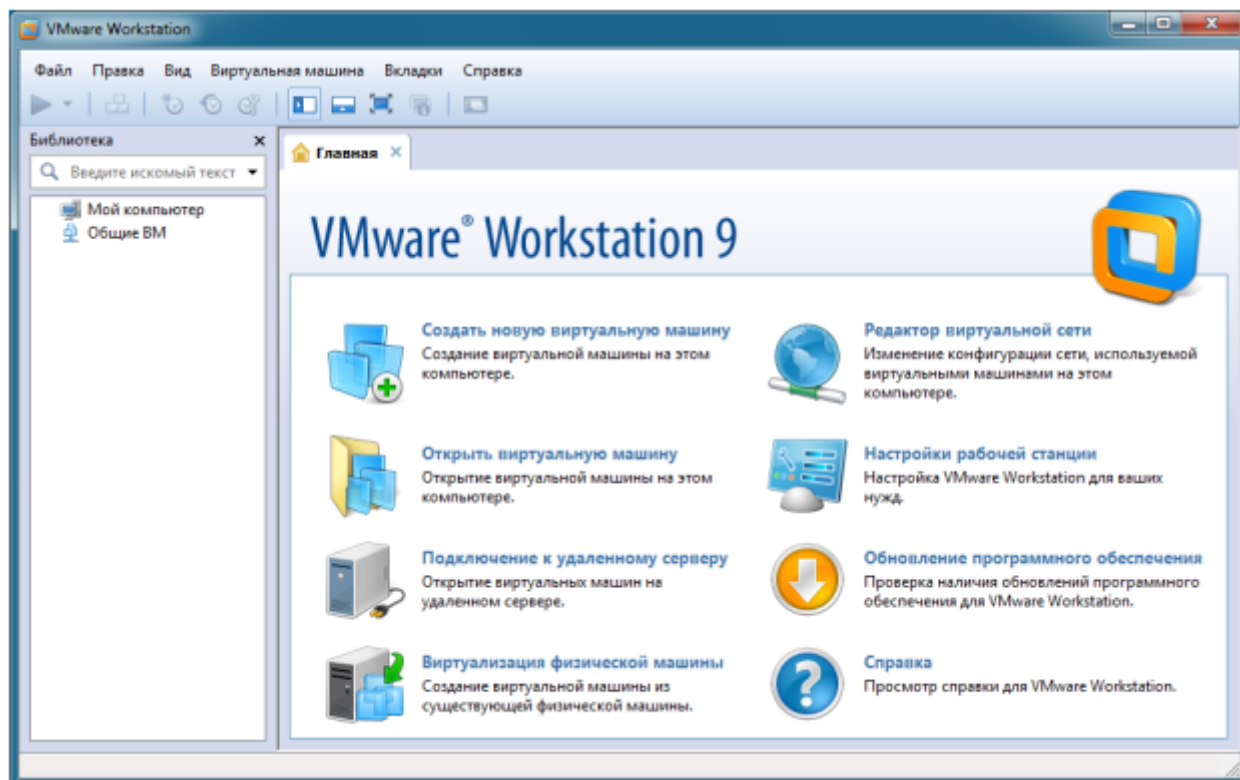 VMware Workstation
Файл Правка Вид Виртуальная машина Вкладки Справка
Библиотека
Введите искомый текст
Мой компьютер
Общие ВМ
Главная
VMware® Workstation 9
Создать новую виртуальную машину
Создание виртуальной машины на этом
компьютере.
Открыть виртуальную машину
Открытие виртуальной машины на этом
компьютере.
Подключение к удаленному серверу
Открытие виртуальных машин на
удаленном сервере.
Виртуализация физической машины
Создание виртуальной машины из
существующей физической машины.
Редактор виртуальной сети
Изменение конфигурации сети, используемой
виртуальными машинами на этом
компьютере.
Настройки рабочей станции
Настройка VMware Workstation для ваших
нужд.
Обновление программного обеспечения
Проверка наличия обновлений программного
обеспечения для VMware Workstation.
Справка
Просмотр справки для VMware Workstation.